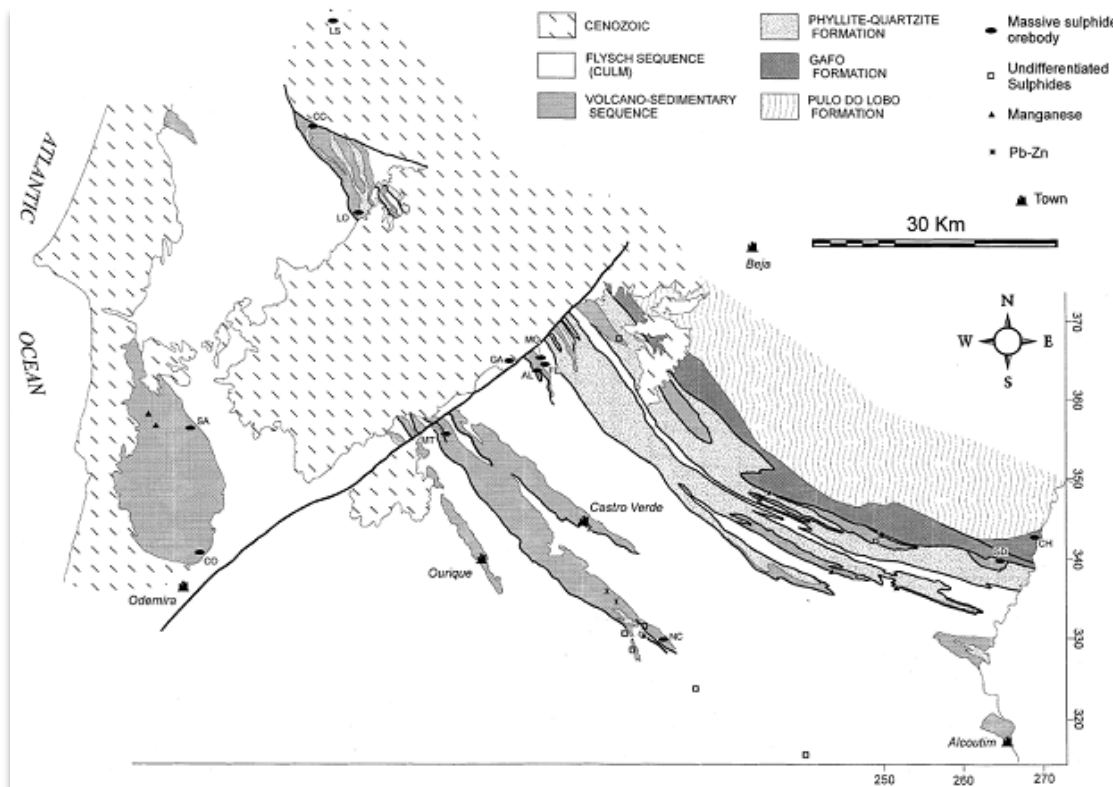 CENOZOIC
FLYSCH SEQUENCE
(CULM)
VOLCANO-SEDIMENTARY
SEQUENCE
PHYLLITE-QUARTZITE
FORMATION
GAFO
FORMATION
PULO DO LOBO
FORMATION
Massive sulphide
orebody
Undifferentiated
Sulphides
Manganese
Pb-Zn
Town
30 Km
ATLANTIC
OCEAN
LS
CC
LO
Beja
N
W E
S
370
360
350
340
330
320
GA
AL
SA
MT
Castro Verde
Ourique
CO
Odemira
NC
SD
CH
Alcoutim
250 260 270